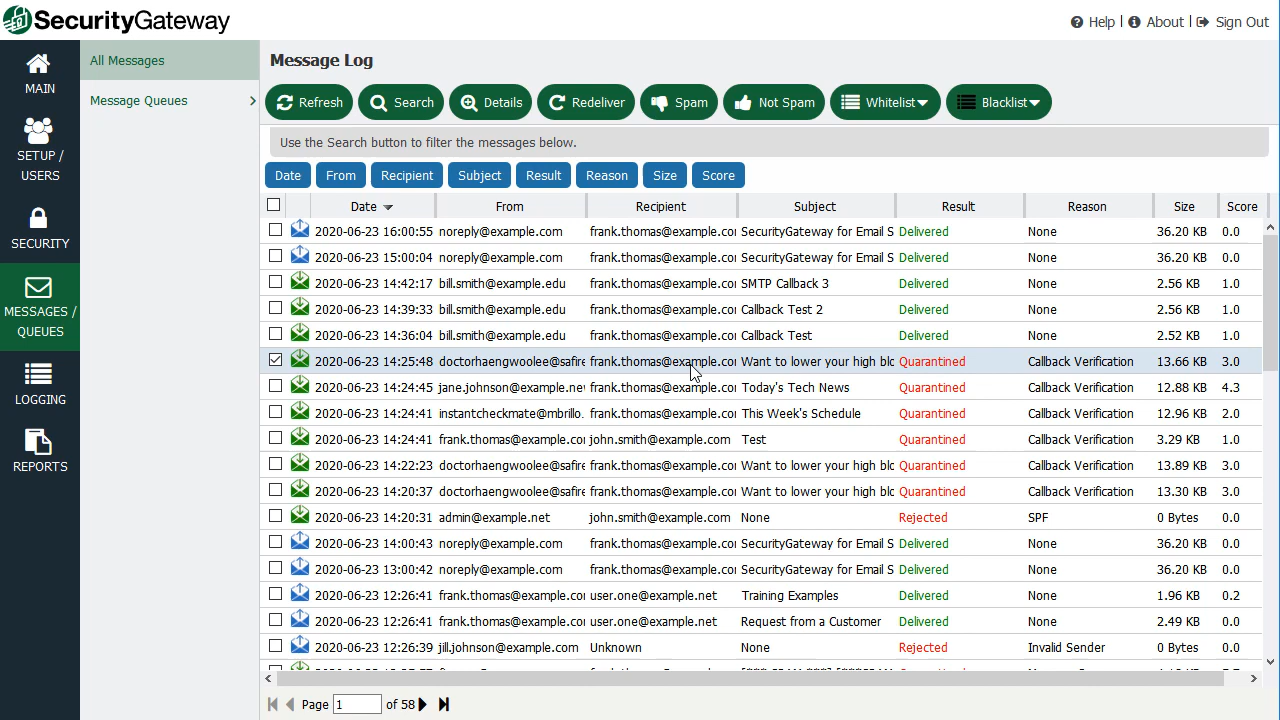 SecurityGateway
Help | About | Sign Out
MAIN
SETUP / USERS
SECURITY
MESSAGES / QUEUES
LOGGING
REPORTS
All Messages
Message Queues
Message Log
Refresh Search Details Redeliver Spam Not Spam Whitelist Blacklist
Use the Search button to filter the messages below.
Date From Recipient Subject Result Reason Size Score
Date From Recipient Subject Result Reason Size Score
2020-06-23 16:00:55 noreply@example.com frank.thomas@example.co SecurityGateway for Email S Delivered None 36.20 KB 0.0
2020-06-23 15:00:04 noreply@example.com frank.thomas@example.co SecurityGateway for Email S Delivered None 36.20 KB 0.0
2020-06-23 14:42:17 bill.smith@example.edu frank.thomas@example.co SMTP Callback 3 Delivered None 2.56 KB 1.0
2020-06-23 14:39:33 bill.smith@example.edu frank.thomas@example.co Callback Test 2 Delivered None 2.56 KB 1.0
2020-06-23 14:36:04 bill.smith@example.edu frank.thomas@example.co Callback Test Delivered None 2.52 KB 1.0
2020-06-23 14:25:48 doctorhaengwoolee@safire frank.thomas@example.co Want to lower your high blo Quarantined Callback Verification 13.66 KB 3.0
2020-06-23 14:24:45 jane.johnson@example.ne frank.thomas@example.co Today's Tech News Quarantined Callback Verification 12.88 KB 4.3
2020-06-23 14:24:41 instantcheckmate@mbrillo. frank.thomas@example.co This Week's Schedule Quarantined Callback Verification 12.96 KB 2.0
2020-06-23 14:24:41 frank.thomas@example.co john.smith@example.com Test Quarantined Callback Verification 3.29 KB 1.0
2020-06-23 14:22:23 doctorhaengwoolee@safire frank.thomas@example.co Want to lower your high blo Quarantined Callback Verification 13.89 KB 3.0
2020-06-23 14:20:37 doctorhaengwoolee@safire frank.thomas@example.co Want to lower your high blo Quarantined Callback Verification 13.30 KB 3.0
2020-06-23 14:20:31 admin@example.net john.smith@example.com None Rejected SPF 0 Bytes 0.0
2020-06-23 14:00:43 noreply@example.com frank.thomas@example.co SecurityGateway for Email S Delivered None 36.20 KB 0.0
2020-06-23 13:00:42 noreply@example.com frank.thomas@example.co SecurityGateway for Email S Delivered None 36.20 KB 0.0
2020-06-23 12:26:41 frank.thomas@example.co user.one@example.net Training Examples Delivered None 1.96 KB 0.2
2020-06-23 12:26:41 frank.thomas@example.co user.one@example.net Request from a Customer Delivered None 2.49 KB 0.0
2020-06-23 12:26:39 jill.johnson@example.com Unknown None Rejected Invalid Sender 0 Bytes 0.0
Page 1 of 58